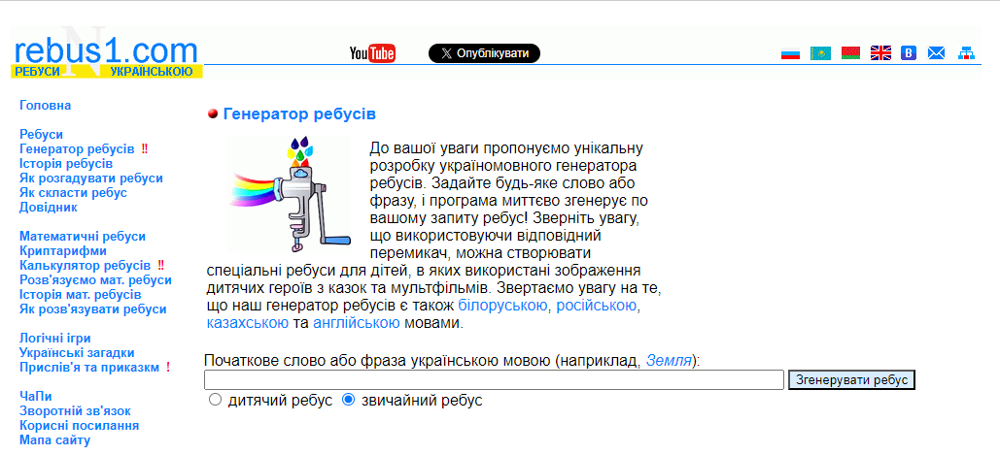 rebus1.com
РЕБУСИ УКРАЇНСЬКОЮ
N
YouTube
X Опублікувати
B
Головна
Ребуси
Генератор ребусів !!
Історія ребусів
Як розгадувати ребуси
Як скласти ребус
Довідник
Математичні ребуси
Криптарифми
Калькулятор ребусів !!
Розв'язуємо мат. ребуси
Історія мат. ребусів
Як розв'язувати ребуси
Логічні ігри
Українські загадки
Прислів'я та приказкм !
ЧаПи
Зворотній зв'язок
Корисні посилання
Мапа сайту
Генератор ребусів
До вашої уваги пропонуємо унікальну
розробку україномовного генератора
ребусів. Задайте будь-яке слово або
фразу, і програма миттєво згенерує по
вашому запиту ребус! Зверніть увагу,
що використовуючи відповідний
перемикач, можна створювати
спеціальні ребуси для дітей, в яких використані зображення
дитячих героїв з казок та мультфільмів. Звертаємо увагу на те,
що наш генератор ребусів є також білоруською, російською,
казахською та англійською мовами.
Початкове слово або фраза українською мовою (наприклад, Земля):
Згенерувати ребус
дитячий ребус звичайний ребус